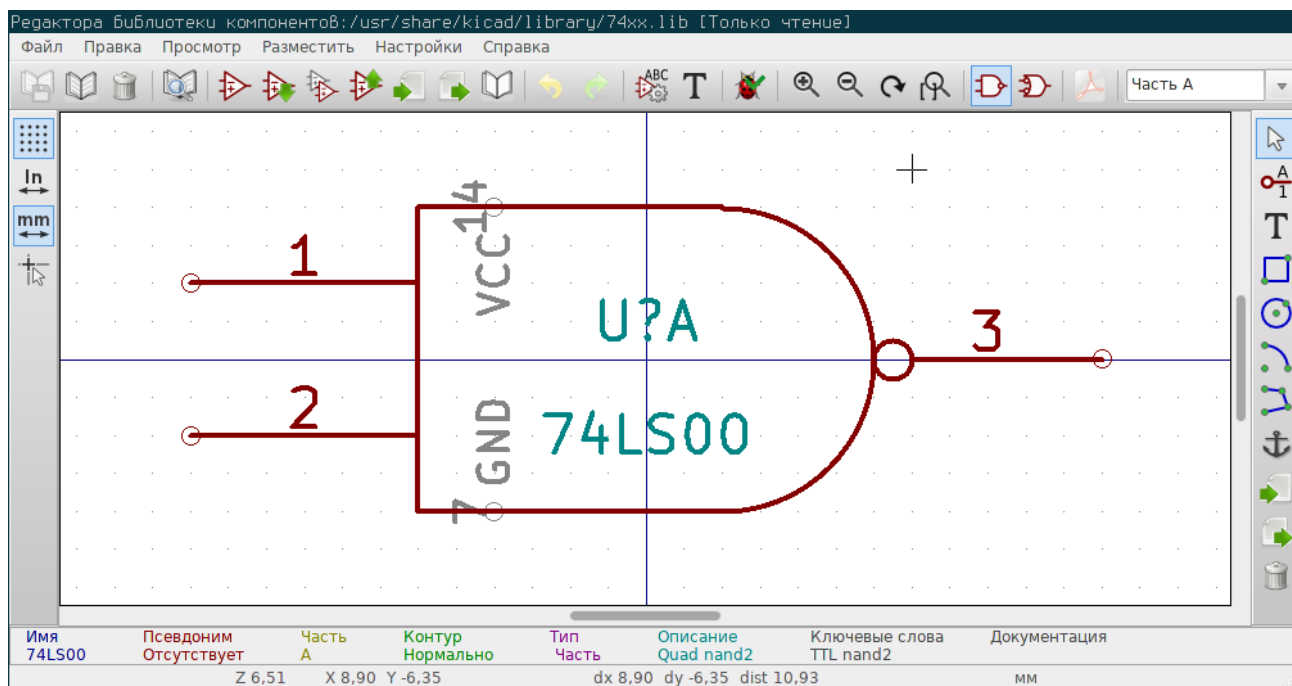 Редактора библиотеки компонентов:/usr/share/kicad/library/74xx.lib [Только чтение]
Файл Правка Просмотр Разместить Настройки Справка
ABC T Часть A
In
mm
A
1
T
14
VCC
1
U?A
3
2
GND
74LS00
7
Имя Псевдоним Часть Контур Тип Описание Ключевые слова Документация
74LS00 Отсутствует A Нормально Часть Quad nand2 TTL nand2
Z 6,51 X 8,90 Y -6,35 dx 8,90 dy -6,35 dist 10,93 мм